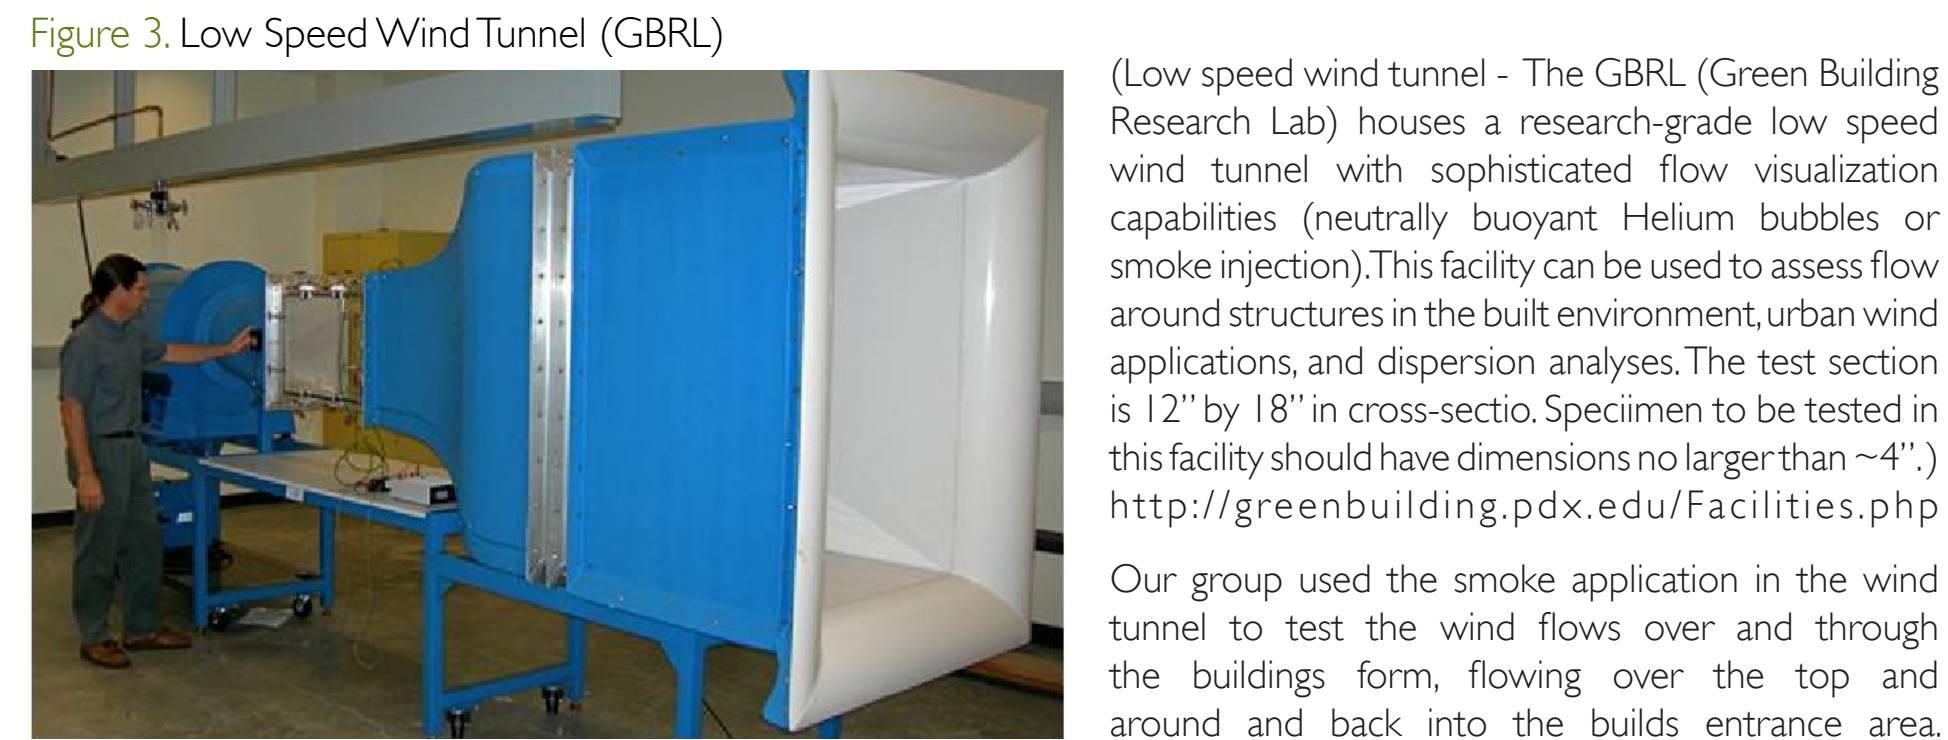 Figure 3. Low Speed Wind Tunnel (GBRL)
(Low speed wind tunnel - The GBRL (Green Building
Research Lab) houses a research-grade low speed
wind tunnel with sophisticated flow visualization
capabilities (neutrally buoyant Helium bubbles or
smoke injection).This facility can be used to assess flow
around structures in the built environment, urban wind
applications, and dispersion analyses. The test section
is 12’’ by 18’’ in cross-sectio. Speciimen to be tested in
this facility should have dimensions no larger than ~4’’.)
http://greenbuilding.pdx.edu/Facilities.php
Our group used the smoke application in the wind
tunnel to test the wind flows over and through
the buildings form, flowing over the top and
around and back into the builds entrance area.